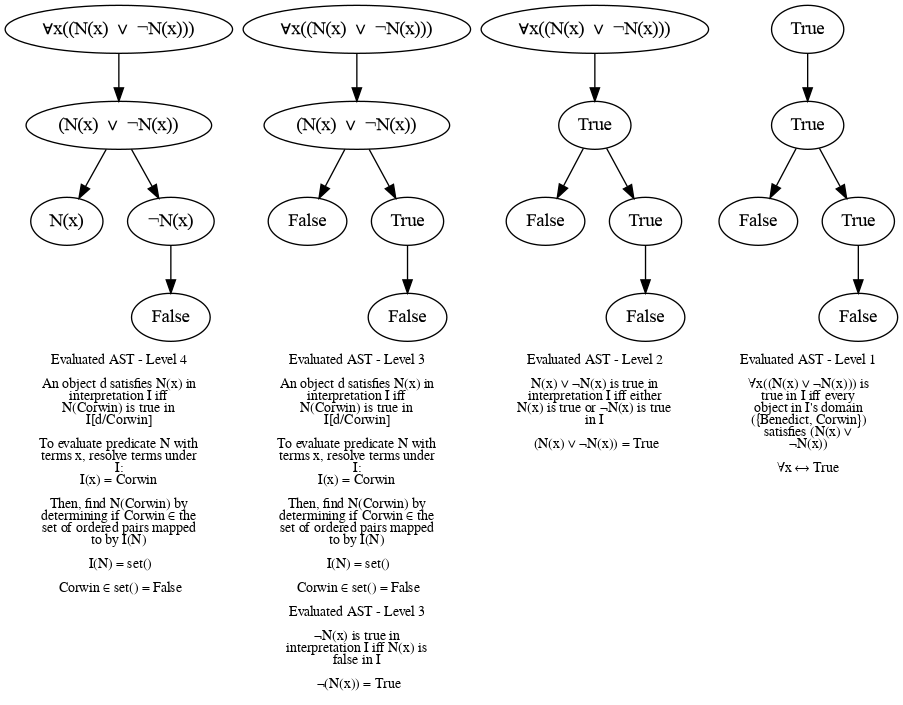 ∀x((N(x) ∨ ¬N(x)))
(N(x) ∨ ¬N(x))
N(x)
¬N(x)
False
Evaluated AST - Level 4
An object d satisfies N(x) in
interpretation I iff
N(Corwin) is true in
I[d/Corwin]
To evaluate predicate N with
terms x, resolve terms under
I:
I(x) = Corwin
Then, find N(Corwin) by
determining if Corwin ∈ the
set of ordered pairs mapped
to by I(N)
I(N) = set()
Corwin ∈ set() = False
∀x((N(x) ∨ ¬N(x)))
(N(x) ∨ ¬N(x))
False
True
False
Evaluated AST - Level 3
An object d satisfies N(x) in
interpretation I iff
N(Corwin) is true in
I[d/Corwin]
To evaluate predicate N with
terms x, resolve terms under
I:
I(x) = Corwin
Then, find N(Corwin) by
determining if Corwin ∈ the
set of ordered pairs mapped
to by I(N)
I(N) = set()
Corwin ∈ set() = False
Evaluated AST - Level 3
¬N(x) is true in
interpretation I iff N(x) is
false in I
¬(N(x)) = True
∀x((N(x) ∨ ¬N(x)))
True
False
True
False
Evaluated AST - Level 2
N(x) ∨ ¬N(x) is true in
interpretation I iff either
N(x) is true or ¬N(x) is true
in I
(N(x) ∨ ¬N(x)) = True
True
True
False
True
False
Evaluated AST - Level 1
∀x((N(x) ∨ ¬N(x))) is
true in I iff every
object in I's domain
({Benedict, Corwin})
satisfies (N(x) ∨
¬N(x))
∀x ↔ True